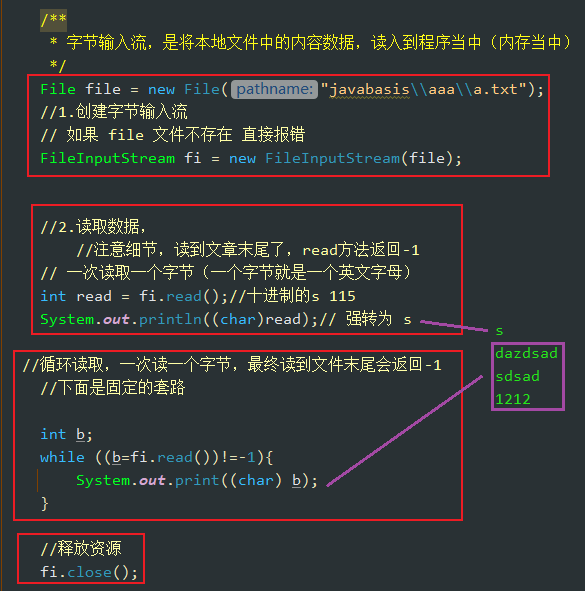 /**
 * 字节输入流，是将本地文件中的内容数据，读入到程序当中（内存当中）
 */
File file = new File( pathname: "javabasis\\aaa\\a.txt");
//1.创建字节输入流
// 如果 file 文件不存在 直接报错
FileInputStream fi = new FileInputStream(file);
//2.读取数据，
//注意细节，读到文章末尾了，read方法返回-1
// 一次读取一个字节（一个字节就是一个英文字母）
int read = fi.read();//十进制的s 115
System.out.println((char)read);// 强转为 s
s
dazdsad
sdsad
1212
//循环读取，一次读一个字节，最终读到文件末尾会返回-1
//下面是固定的套路
int b;
while ((b=fi.read())!=-1){
System.out.print((char) b);
}
//释放资源
fi.close();